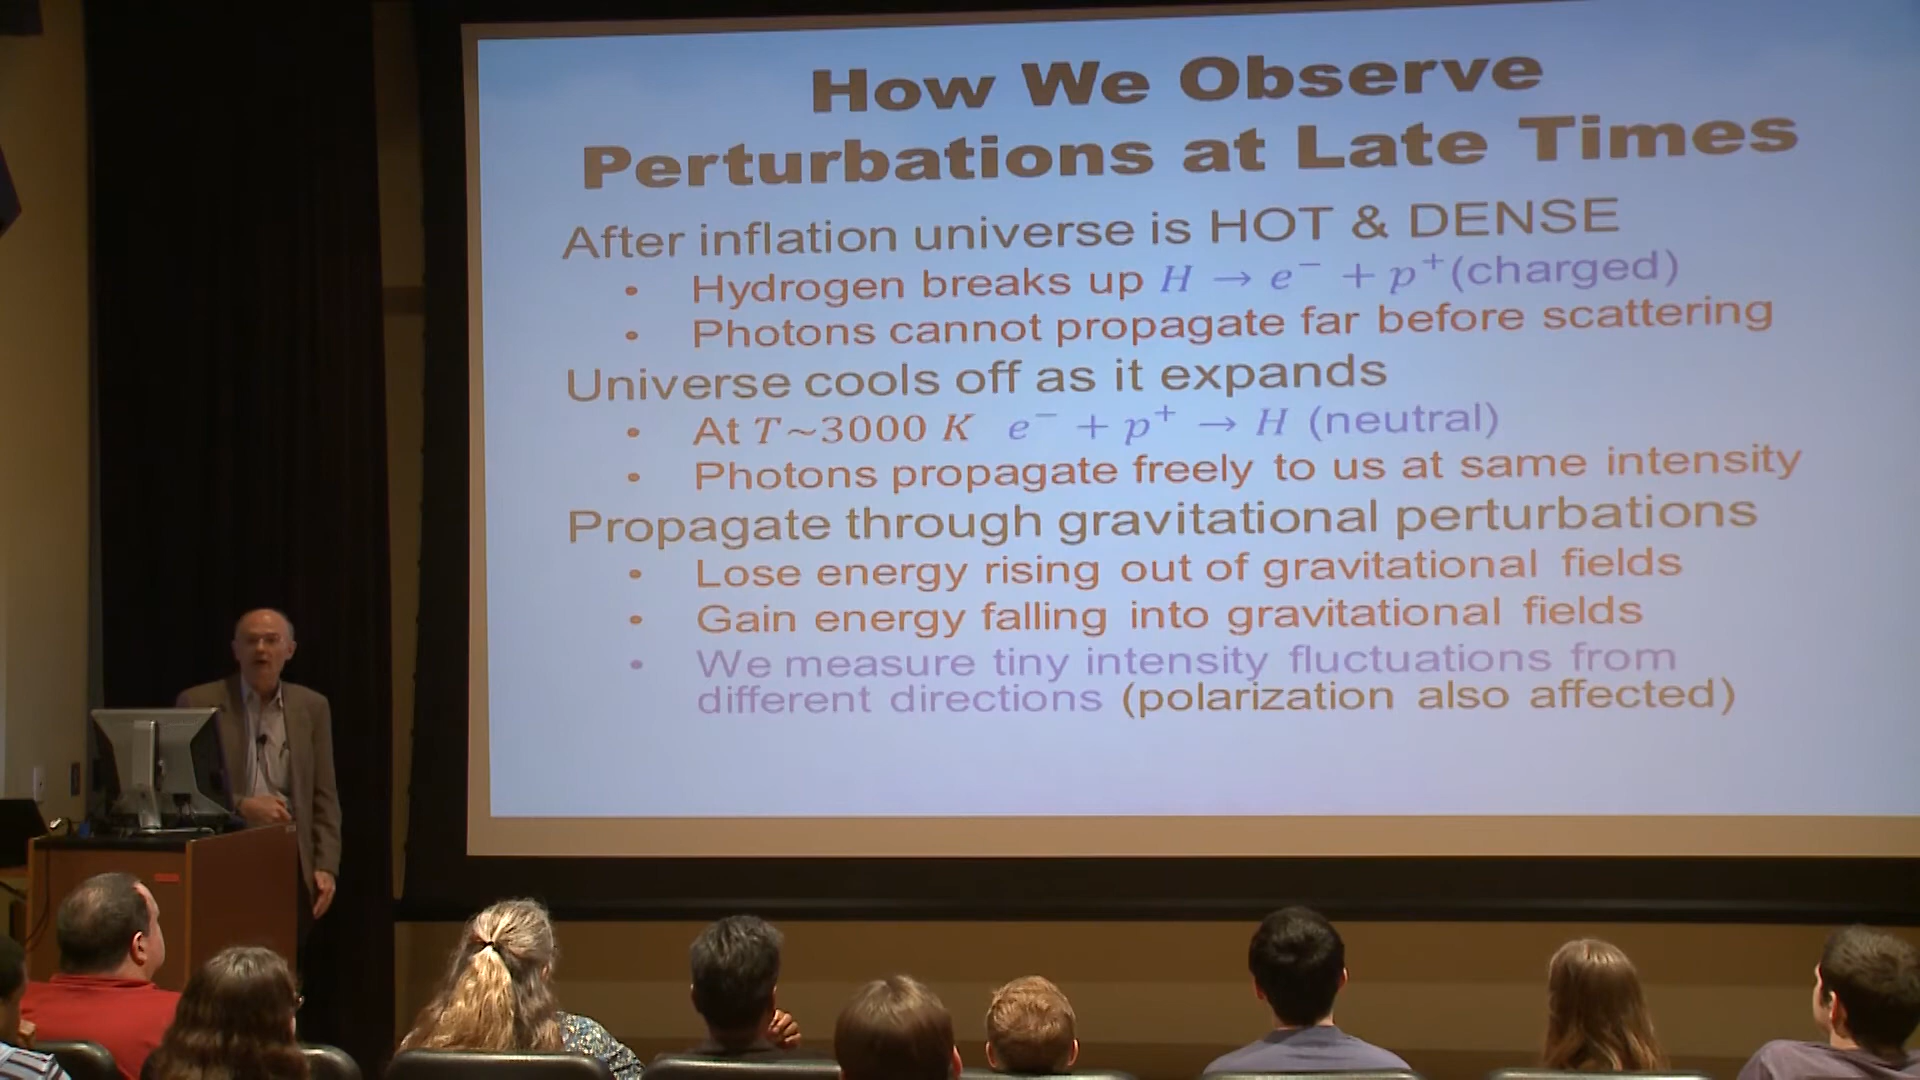 How We Observe
Perturbations at Late Times
After inflation universe is HOT & DENSE
• Hydrogen breaks up H → e⁻ + p⁺(charged)
• Photons cannot propagate far before scattering
Universe cools off as it expands
• At T~3000 K e⁻ + p⁺ → H (neutral)
• Photons propagate freely to us at same intensity
Propagate through gravitational perturbations
• Lose energy rising out of gravitational fields
• Gain energy falling into gravitational fields
• We measure tiny intensity fluctuations from
different directions (polarization also affected)